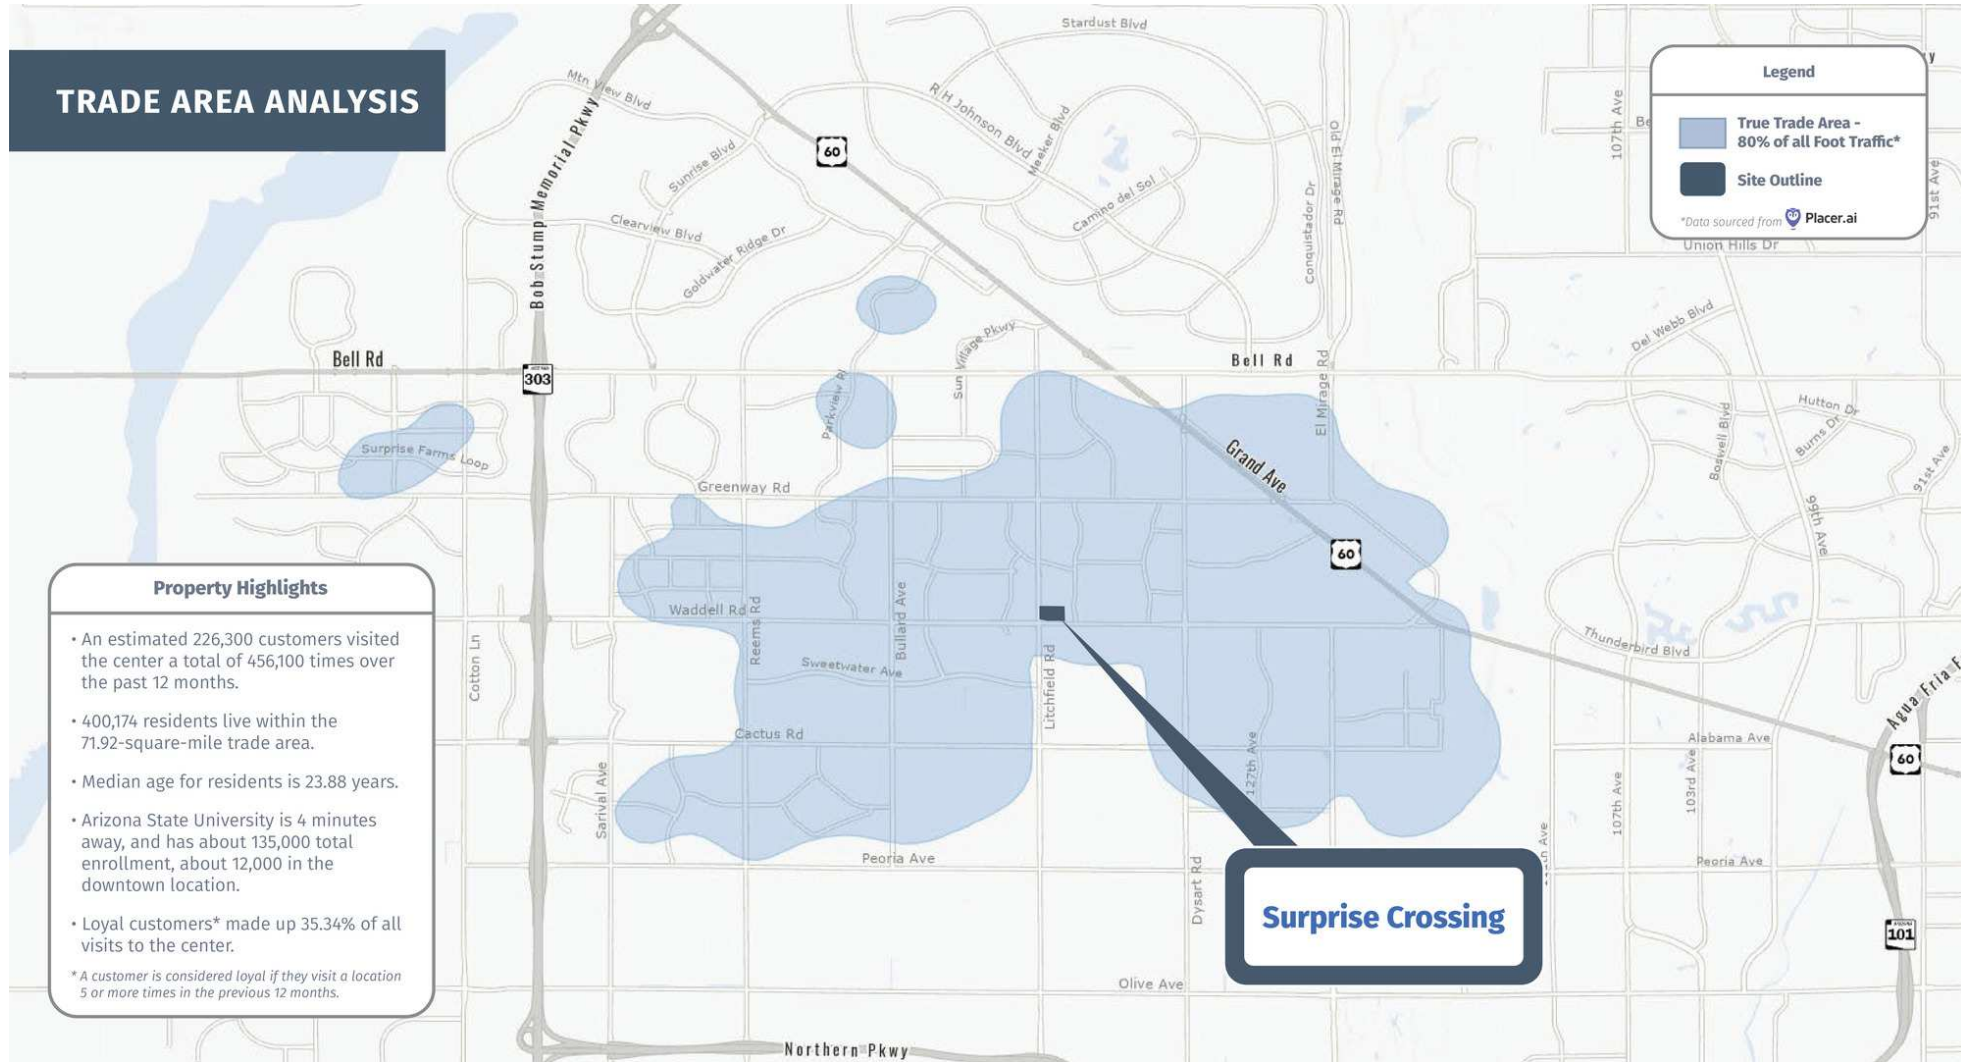 TRADE AREA ANALYSIS
Stardust Blvd
Mtn View Blvd
R H Johnson Blvd
Meeker Blvd
Old El Mirage Rd
107th Ave
Be
y
Legend
True Trade Area -
80% of all Foot Traffic*
Site Outline
*Data sourced from Placer.ai
91st Ave
Union Hills Dr
Bob Stump Memorial Pkwy
60
Sunrise Blvd
Clearview Blvd
Goldwater Ridge Dr
Camino del Sol
Conquistador Dr
Del Webb Blvd
Sun Village Pkwy
Bell Rd
Bell Rd
303
Parkview Pl
El Mirage Rd
Hutton Dr
Burns Dr
Boswell Blvd
91st Ave
Surprise Farms Loop
Grand Ave
Greenway Rd
99th Ave
60
Waddell Rd
Reems Rd
Bullard Ave
Sweetwater Ave
Litchfield Rd
Thunderbird Blvd
Cotton Ln
Cactus Rd
127th Ave
Alabama Ave
103rd Ave
107th Ave
Agua Fria F
60
Sarival Ave
Peoria Ave
Dysart Rd
Peoria Ave
ARIZONA
101
Olive Ave
Northern Pkwy
Surprise Crossing
Property Highlights
• An estimated 226,300 customers visited
the center a total of 456,100 times over
the past 12 months.
• 400,174 residents live within the
71.92-square-mile trade area.
• Median age for residents is 23.88 years.
• Arizona State University is 4 minutes
away, and has about 135,000 total
enrollment, about 12,000 in the
downtown location.
• Loyal customers* made up 35.34% of all
visits to the center.
* A customer is considered loyal if they visit a location
5 or more times in the previous 12 months.